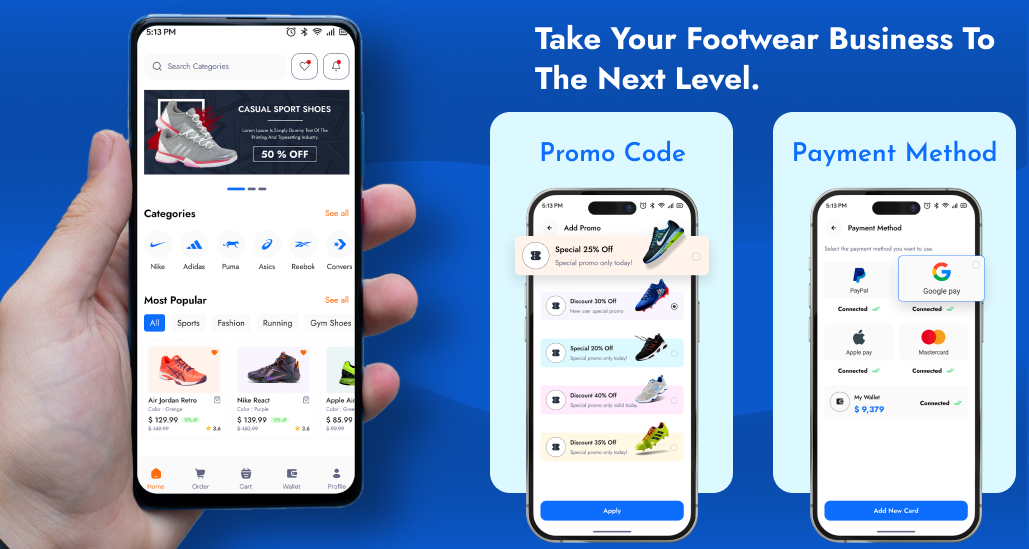 Take Your Footwear Business To
The Next Level.
5:13 PM
Search Categories
CASUAL SPORT SHOES
Lorem Ipsum Is Simply Dummy Text Of The
Printing And Typesetting Industry.
50 % OFF
Categories See all
Nike Adidas Puma Asics Reebok Convers
Most Popular See all
All Sports Fashion Running Gym Shoes
Air Jordan Retro Nike React Apple Air
Color : Orange Color : Purple Color : Gree
$ 129.99 $ 139.99 $ 85.99
$ 149.99 3.6 $ 150.99 3.6 $ 99.99
Home Order Cart Wallet Profile
Promo Code
5:13 PM
Add Promo
Special 25% Off
Special promo only today!
Discount 30% Off
New user special promo
Special 20% Off
Special promo only today!
Discount 40% Off
Special promo only valid today
Discount 35% Off
Special promo only today!
Apply
Payment Method
5:13 PM
Payment Method
Select the payment method you want to use.
PayPal Google pay
Connected Connected
Apple pay Mastercard
Connected Connected
My Wallet
$ 9,379 Connected
Add New Card